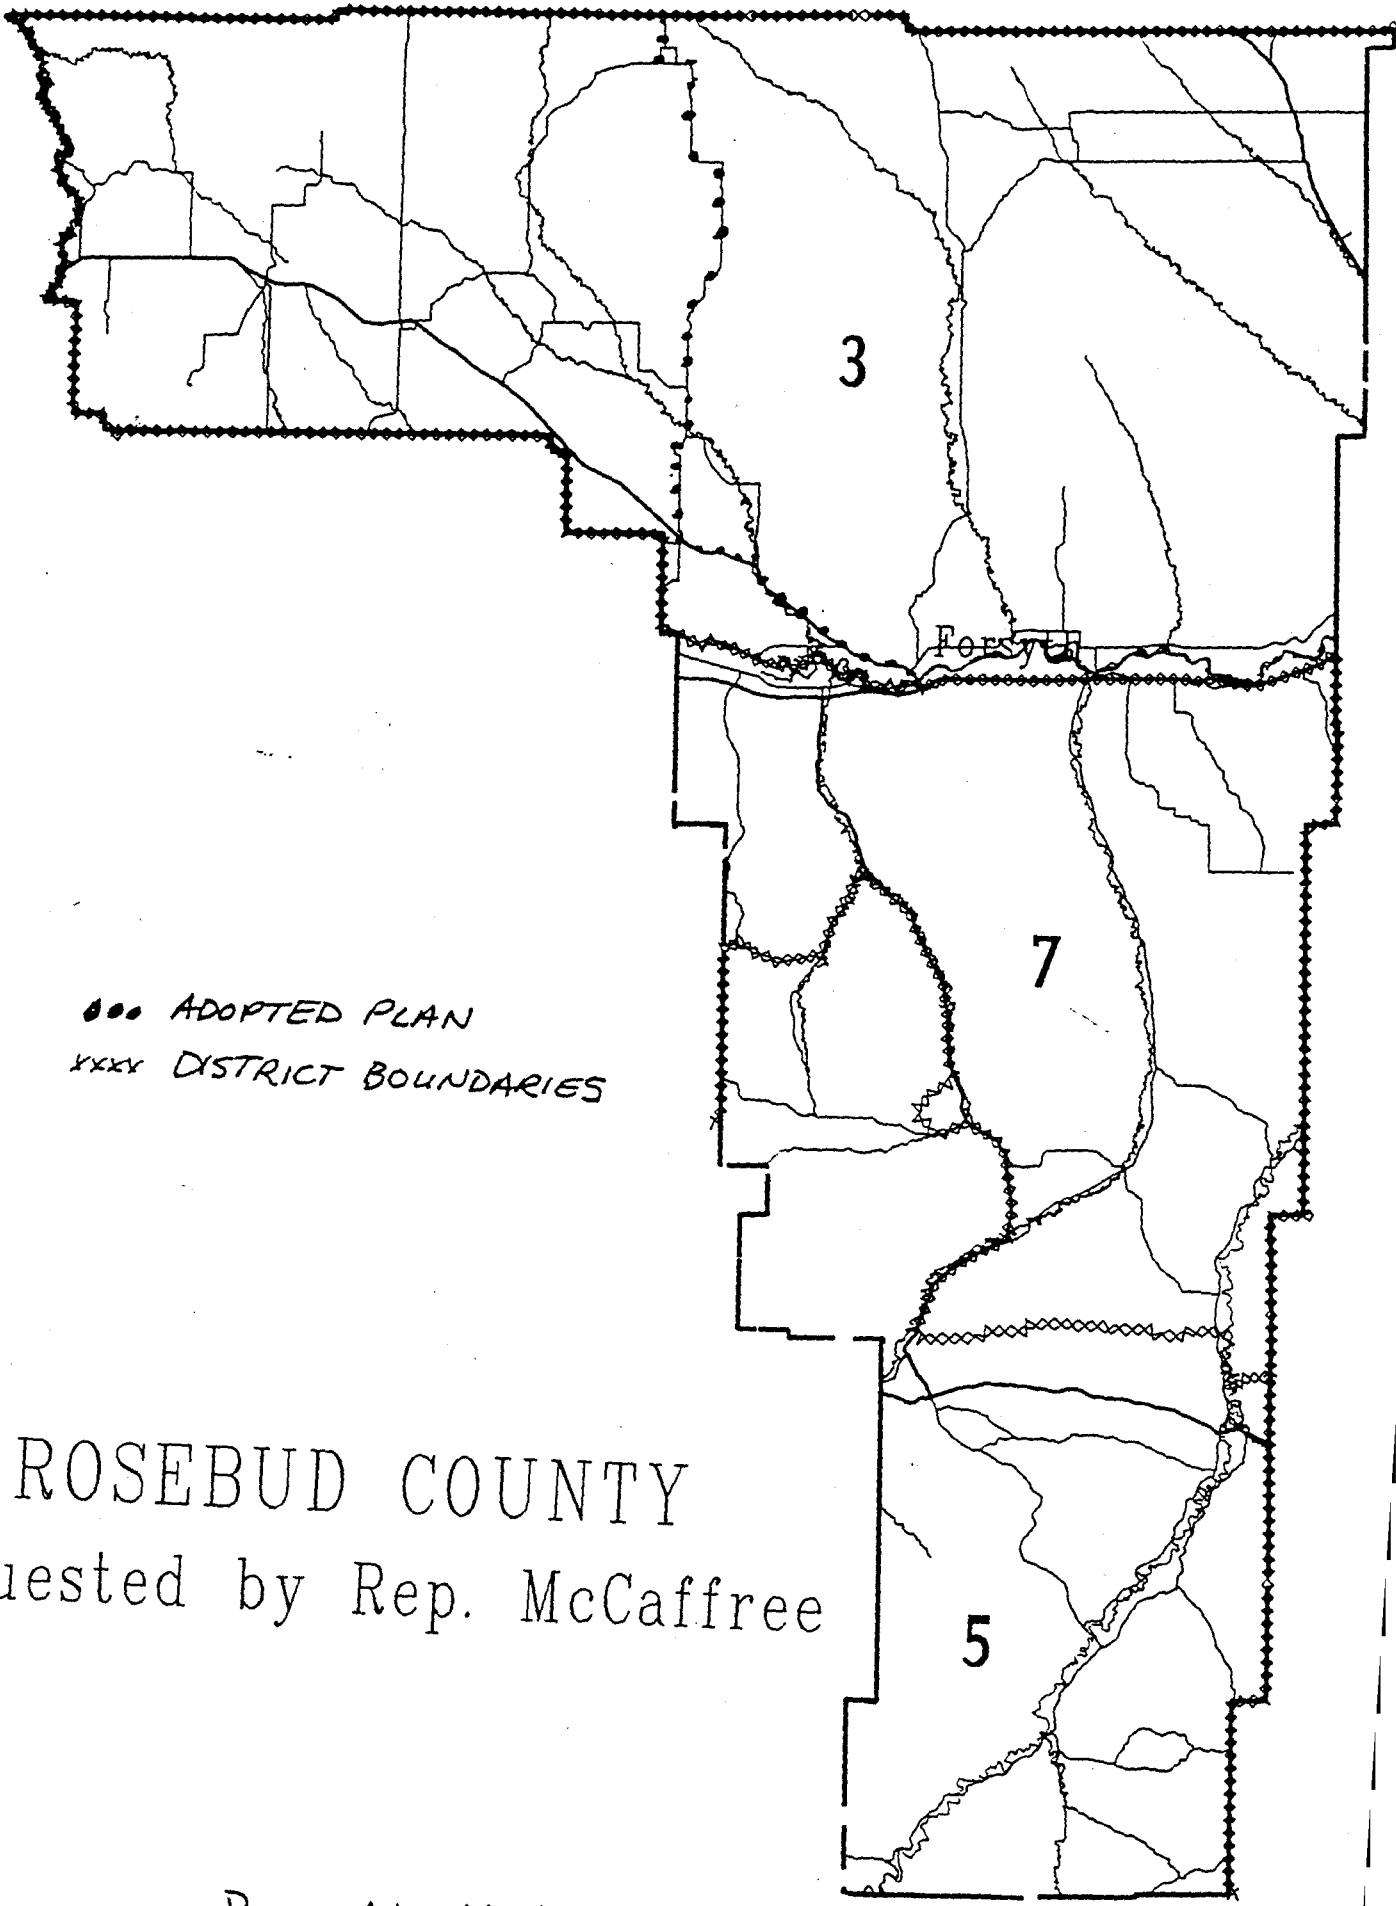 3
Forsyth
7
ADOPTED PLAN
xxxx DISTRICT BOUNDARIES
ROSEBUD COUNTY
uested by Rep. McCaffree
5